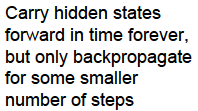 Carry hidden states
forward in time forever,
but only backpropagate
for some smaller
number of steps